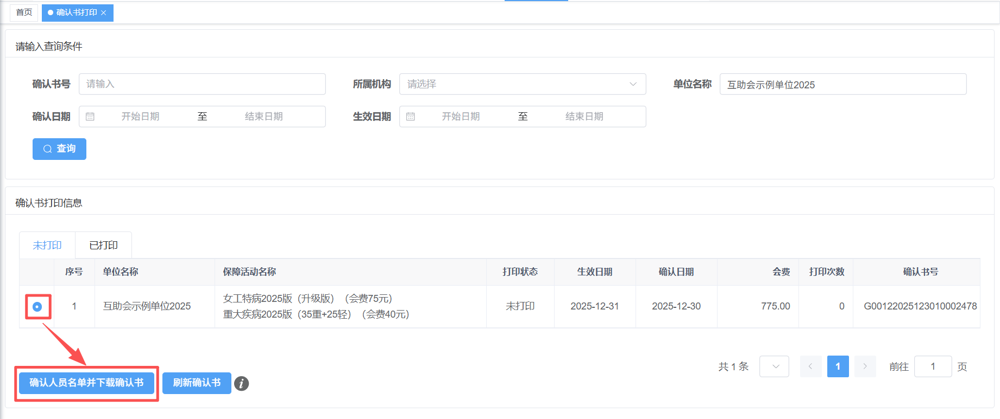 首页
确认书打印
请输入查询条件
确认书号 请输入 所属机构 请选择 单位名称 互助会示例单位2025
确认日期 开始日期 至 结束日期 生效日期 开始日期 至 结束日期
查询
确认书打印信息
未打印 已打印
序号 单位名称 保障活动名称 打印状态 生效日期 确认日期 会费 打印次数 确认书号
1 互助会示例单位2025 女工特病2025版（升级版）（会费75元） 未打印 2025-12-31 2025-12-30 775.00 0 G00122025123010002478
重大疾病2025版（35重+25轻）（会费40元）
共 1 条 1 前往 1 页
确认人员名单并下载确认书 刷新确认书 i